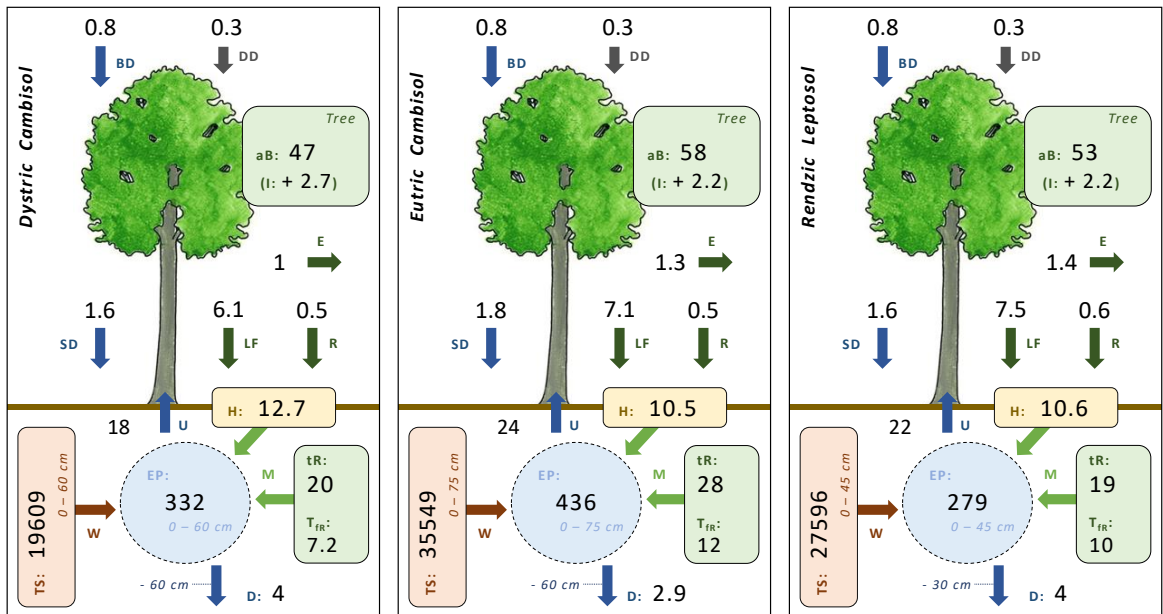 Dystric Cambisol
0.8
BD
0.3
DD
Tree
aB: 47
(I: + 2.7)
E
1
1.6
SD
6.1
LF
0.5
R
H: 12.7
18
U
TS: 19609
0 – 60 cm
W
EP:
332
0 – 60 cm
M
tR:
20
TfR:
7.2
- 60 cm
D: 4
Eutric Cambisol
0.8
BD
0.3
DD
Tree
aB: 58
(I: + 2.2)
E
1.3
1.8
SD
7.1
LF
0.5
R
H: 10.5
24
U
TS: 35549
0 – 75 cm
W
EP:
436
0 – 75 cm
M
tR:
28
TfR:
12
- 60 cm
D: 2.9
Rendzic Leptosol
0.8
BD
0.3
DD
Tree
aB: 53
(I: + 2.2)
E
1.4
1.6
SD
7.5
LF
0.6
R
H: 10.6
22
U
TS: 27596
0 – 45 cm
W
EP:
279
0 – 45 cm
M
tR:
19
TfR:
10
- 30 cm
D: 4